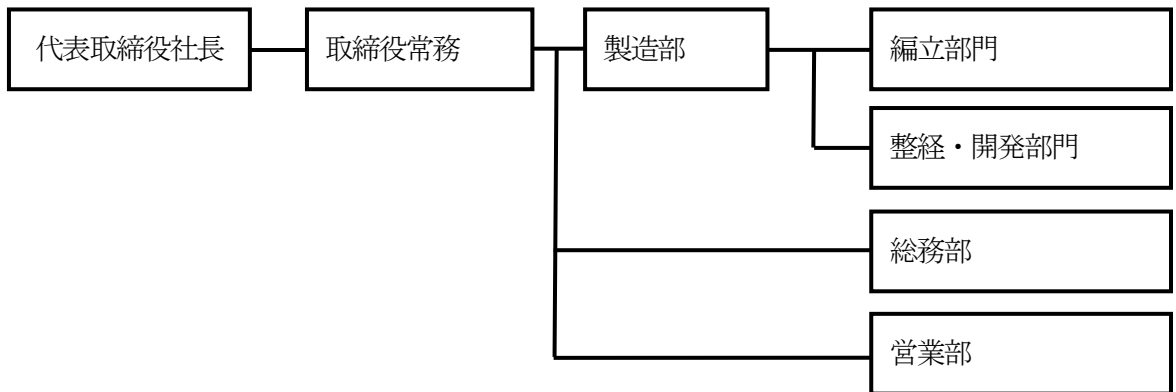 代表取締役社長
取締役常務
製造部
編立部門
整経・開発部門
総務部
営業部